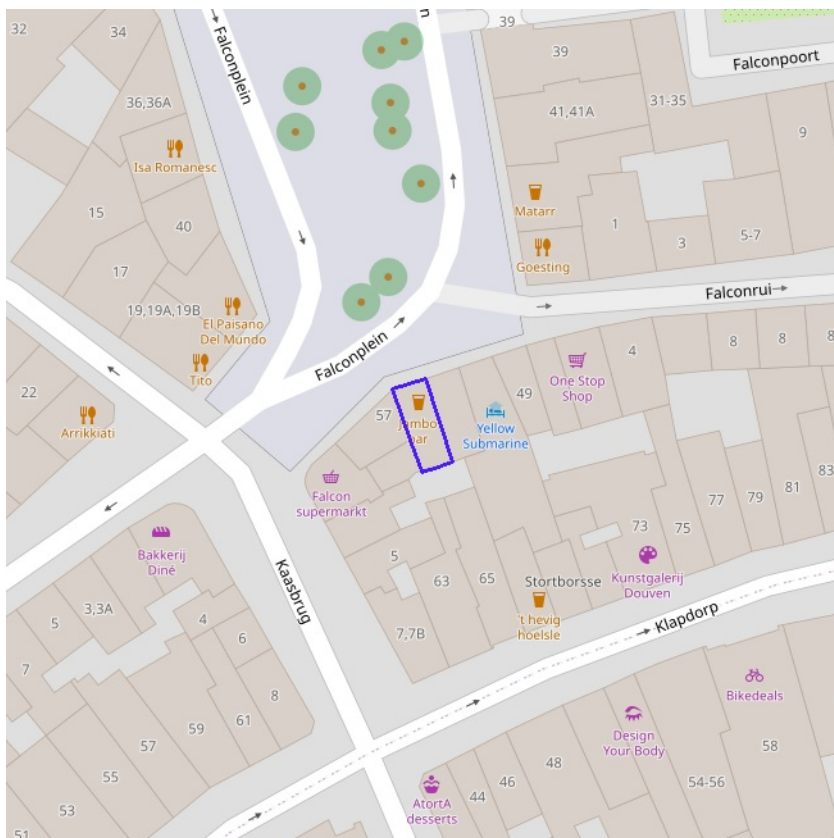 32
34
39
39
Falconplein
n
Falconpoort
36,36A
41,41A
31-35
9
Isa Romanesc
15
40
Matarr
1
3
5-7
17
Goesting
19,19A,19B
El Paisano
Del Mundo
Falconrui
Tito
Falconplein
22
Arrikkiati
57
Jambo
bar
49
One Stop
Shop
4
8
8
8
Yellow
Submarine
Falcon
supermarkt
83
81
79
77
75
73
Bakkerij
Diné
5
63
65
Stortborsse
Kunstgalerij
Douven
't hevig
hoelsle
Kaasbrug
3,3A
5
7
4
6
7,7B
Klapdorp
8
61
59
57
55
53
51
Bikedeals
Design
Your Body
58
54-56
48
46
44
AtortA
desserts